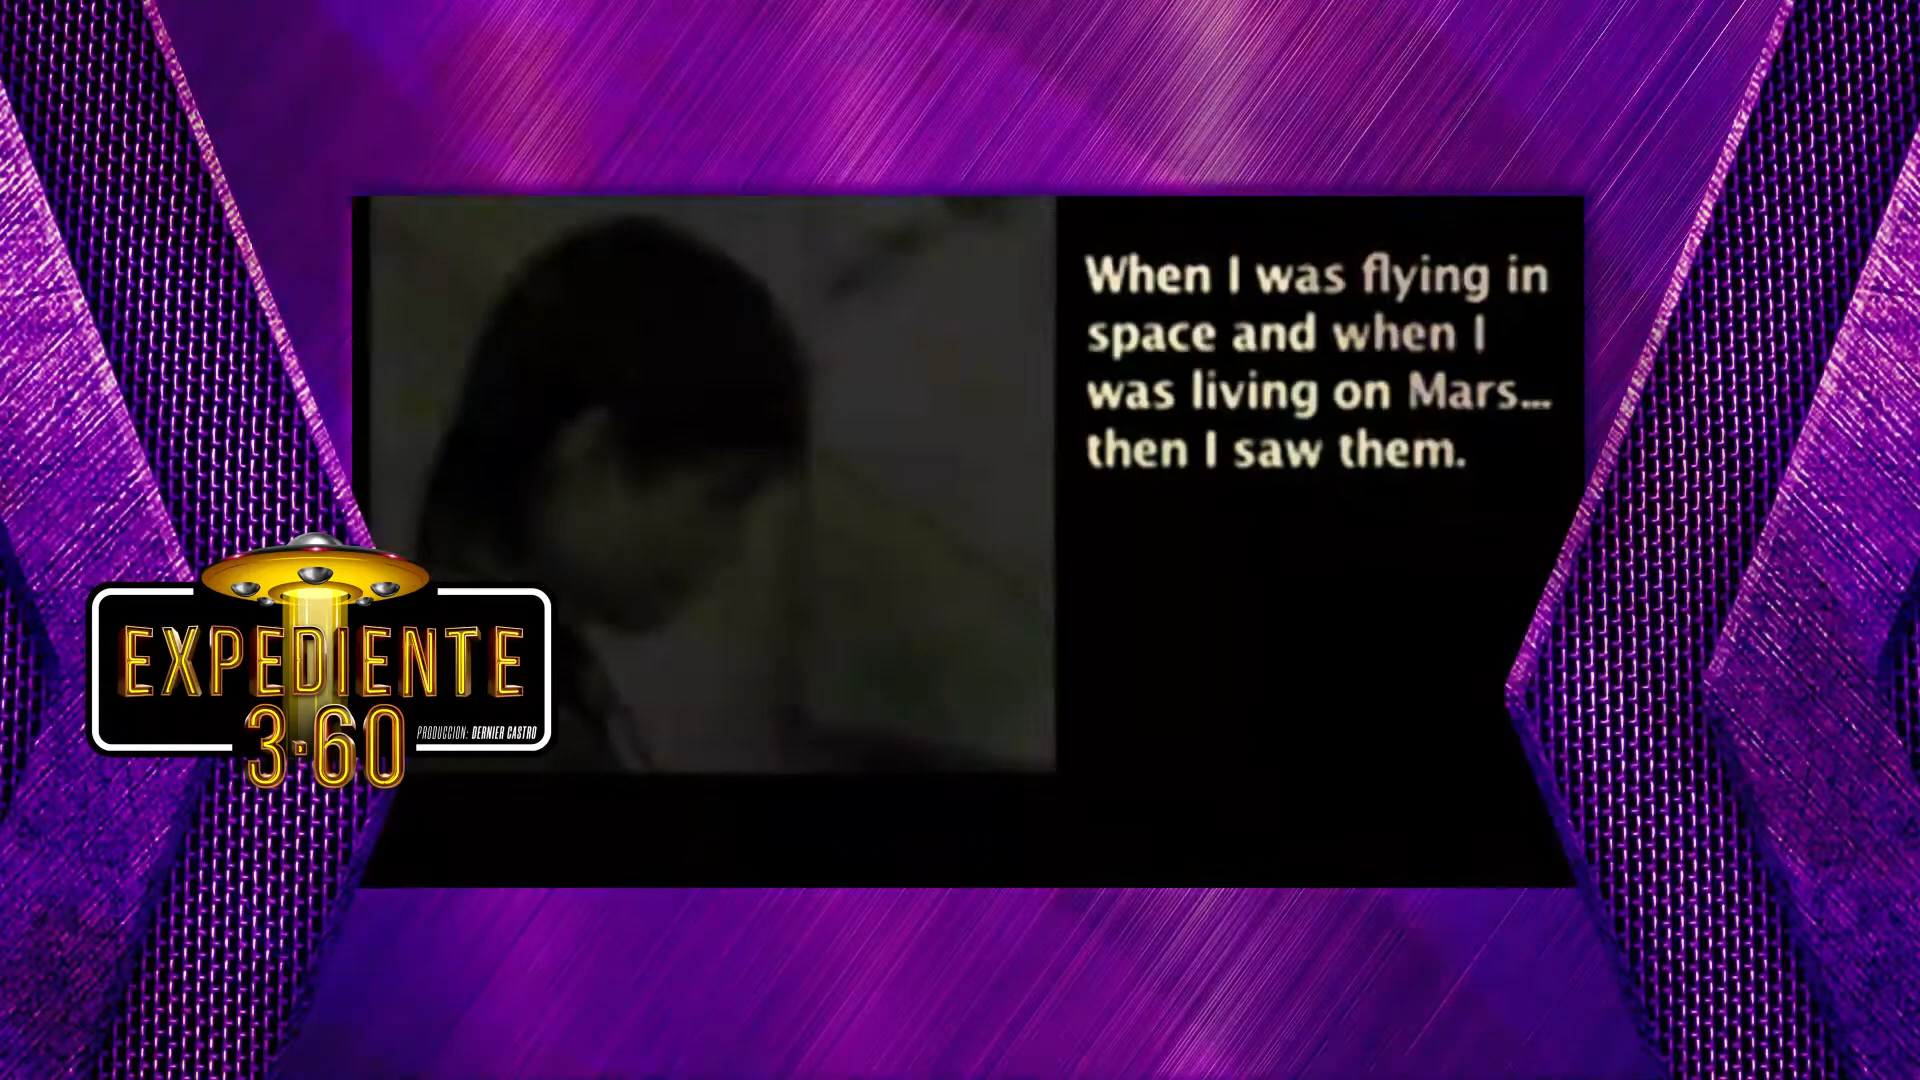 When I was flying in
space and when I
was living on Mars...
then I saw them.
EXPEDIENTE
3·60
PRODUCCION: DERNIER CASTRO